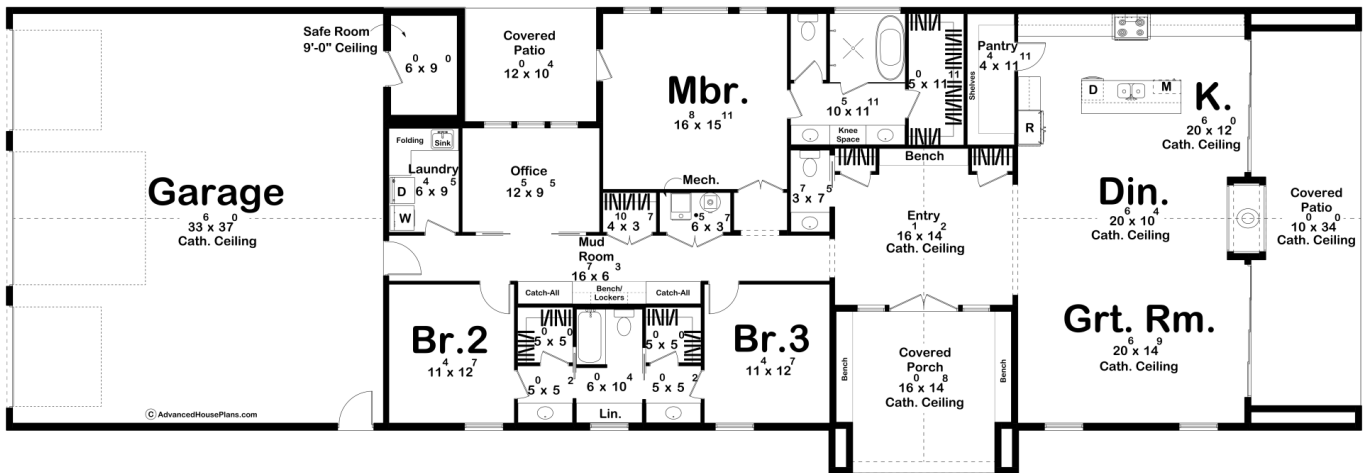 Safe Room
9'-0" Ceiling
6⁰ x 9⁰
Covered
Patio
12⁰ x 10⁴
Mbr.
16⁸ x 15¹¹
10⁵ x 11¹¹
Knee
Space
5⁰ x 11¹¹
Pantry
4⁴ x 11¹¹
Shelves
D
M
R
K.
20⁶ x 12⁰
Cath. Ceiling
Folding
Sink
Laundry
6⁴ x 9⁵
D
W
Office
12⁵ x 9⁵
Mech.
4¹⁰ x 3⁷
6⁵ x 3⁷
3⁷ x 7⁵
Bench
Garage
33⁶ x 37⁰
Cath. Ceiling
Entry
16¹ x 14²
Cath. Ceiling
Din.
20⁶ x 10⁴
Cath. Ceiling
Covered
Patio
10⁰ x 34⁰
Cath. Ceiling
Mud
Room
16⁷ x 6³
Catch-All
Bench/
Lockers
Catch-All
Br.2
11⁴ x 12⁷
5⁰ x 5⁰
5⁰ x 5²
6⁰ x 10⁴
Lin.
5⁰ x 5⁰
5⁰ x 5²
Br.3
11⁴ x 12⁷
Bench
Covered
Porch
16⁰ x 14⁸
Cath. Ceiling
Bench
Grt. Rm.
20⁶ x 14⁹
Cath. Ceiling
© AdvancedHousePlans.com